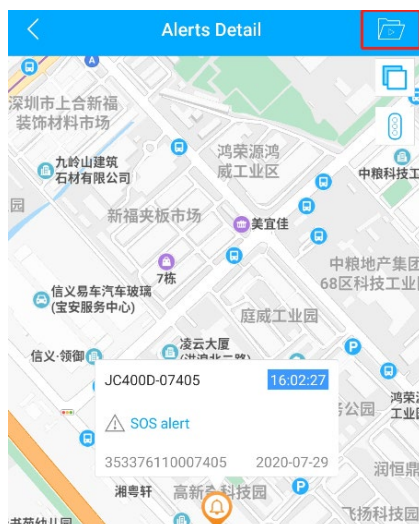 Alerts Detail
A
深圳市上合新福
装饰材料市场
鸿荣源鸿
威工业区
九岭山建筑
石材有限公司
中粮科技工
园
新福夹板市场
美宜佳
7栋
中粮地产集团
68区科技工业
信义易车汽车玻璃
(宝安服务中心)
庭威工业园
凌云大厦
信义·领御
P
JC400D-07405
16:02:27
鸿荣
工业
公园
SOS alert
353376110007405
2020-07-29
润恒鼎
湘粤轩
高新
科技园
P
飞扬科技园